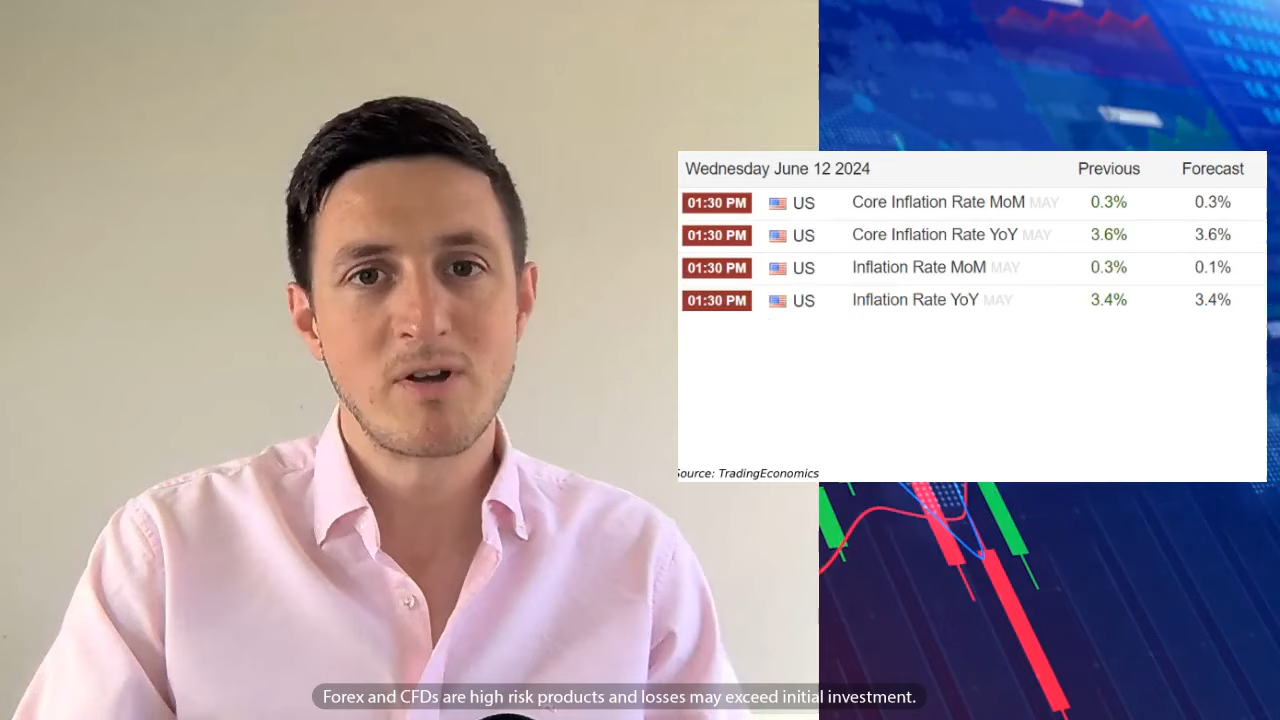 Wednesday June 12 2024 Previous Forecast
01:30 PM US Core Inflation Rate MoM MAY 0.3% 0.3%
01:30 PM US Core Inflation Rate YoY MAY 3.6% 3.6%
01:30 PM US Inflation Rate MoM MAY 0.3% 0.1%
01:30 PM US Inflation Rate YoY MAY 3.4% 3.4%
Source: TradingEconomics
Forex and CFDs are high risk products and losses may exceed initial investment.